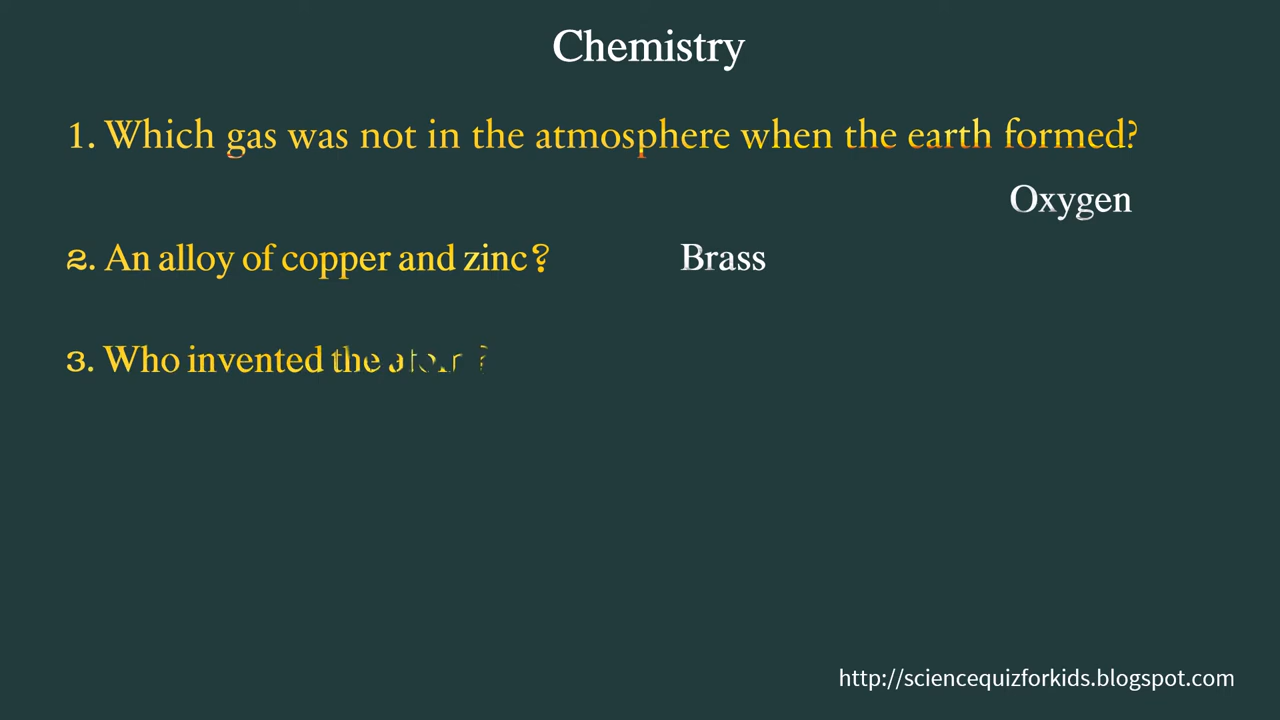 Chemistry
1. Which gas was not in the atmosphere when the earth formed?
Oxygen
2. An alloy of copper and zinc? Brass
3. Who invented the atom?
http://sciencequizforkids.blogspot.com